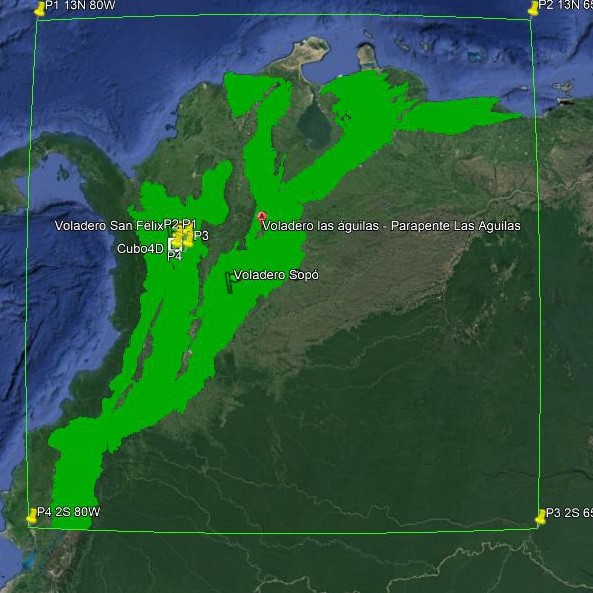 P1 13N 80W
P2 13N 65
Voladero San Félix
P2 P1
P3
Cubo4D
P4
Voladero las águilas - Parapente Las Aguilas
Voladero Sopó
P4 2S 80W
P3 2S 65